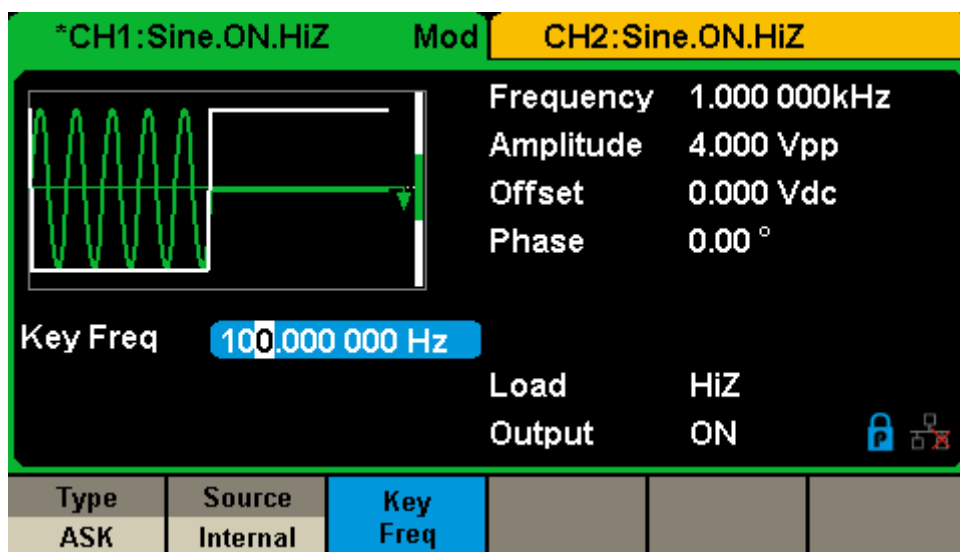 *CH1:Sine.ON.HiZ Mod CH2:Sine.ON.HiZ
Frequency 1.000 000kHz
Amplitude 4.000 Vpp
Offset 0.000 Vdc
Phase 0.00 °
Key Freq 100.000 000 Hz
Load HiZ
Output ON P
Type Source Key
ASK Internal Freq